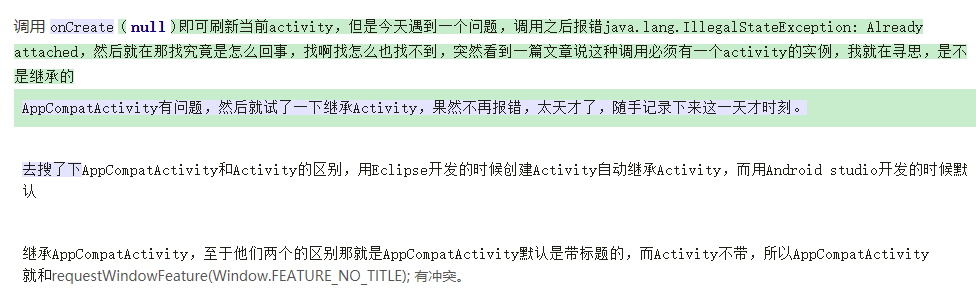 调用 onCreate（null）即可刷新当前activity，但是今天遇到一个问题，调用之后报错java.lang.IllegalStateException: Already
attached，然后就在那找究竟是怎么回事，找啊找怎么也找不到，突然看到一篇文章说这种调用必须有一个activity的实例，我就在寻思，是不
是继承的
AppCompatActivity有问题，然后就试了一下继承Activity，果然不再报错，太天才了，随手记录下来这一天才时刻。
去搜了下AppCompatActivity和Activity的区别，用Eclipse开发的时候创建Activity自动继承Activity，而用Android studio开发的时候默
认
继承AppCompatActivity，至于他们两个的区别那就是AppCompatActivity默认是带标题的，而Activity不带，所以AppCompatActivity
就和requestWindowFeature(Window.FEATURE_NO_TITLE); 有冲突。